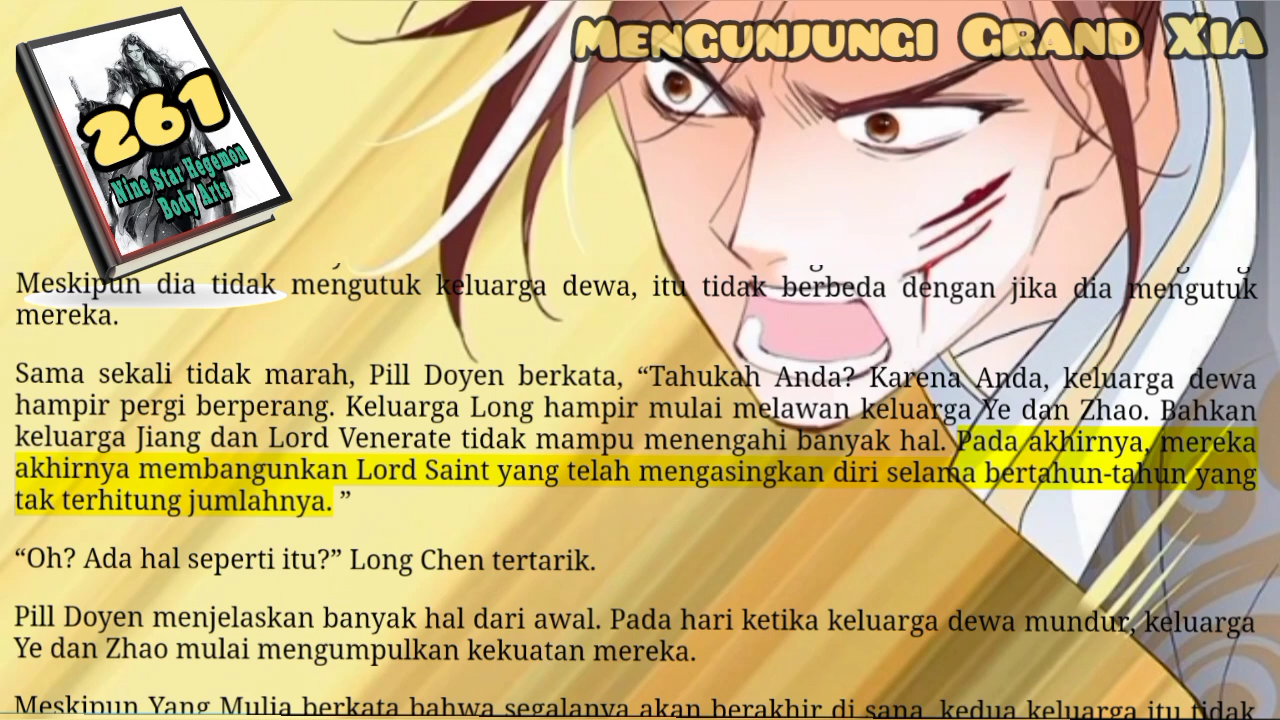 Mengunjungi Grand Xia
261
Nine Star Hegemon
Body Arts
Meskipun dia tidak mengutuk keluarga dewa, itu tidak berbeda dengan jika dia mengutuk
mereka.
Sama sekali tidak marah, Pill Doyen berkata, “Tahukah Anda? Karena Anda, keluarga dewa
hampir pergi berperang. Keluarga Long hampir mulai melawan keluarga Ye dan Zhao. Bahkan
keluarga Jiang dan Lord Venerate tidak mampu menengahi banyak hal. Pada akhirnya, mereka
akhirnya membangunkan Lord Saint yang telah mengasingkan diri selama bertahun-tahun yang
tak terhitung jumlahnya. ”
“Oh? Ada hal seperti itu?” Long Chen tertarik.
Pill Doyen menjelaskan banyak hal dari awal. Pada hari ketika keluarga dewa mundur, keluarga
Ye dan Zhao mulai mengumpulkan kekuatan mereka.
Meskipun Yang Mulia berkata bahwa segalanya akan berakhir di sana, kedua keluarga itu tidak